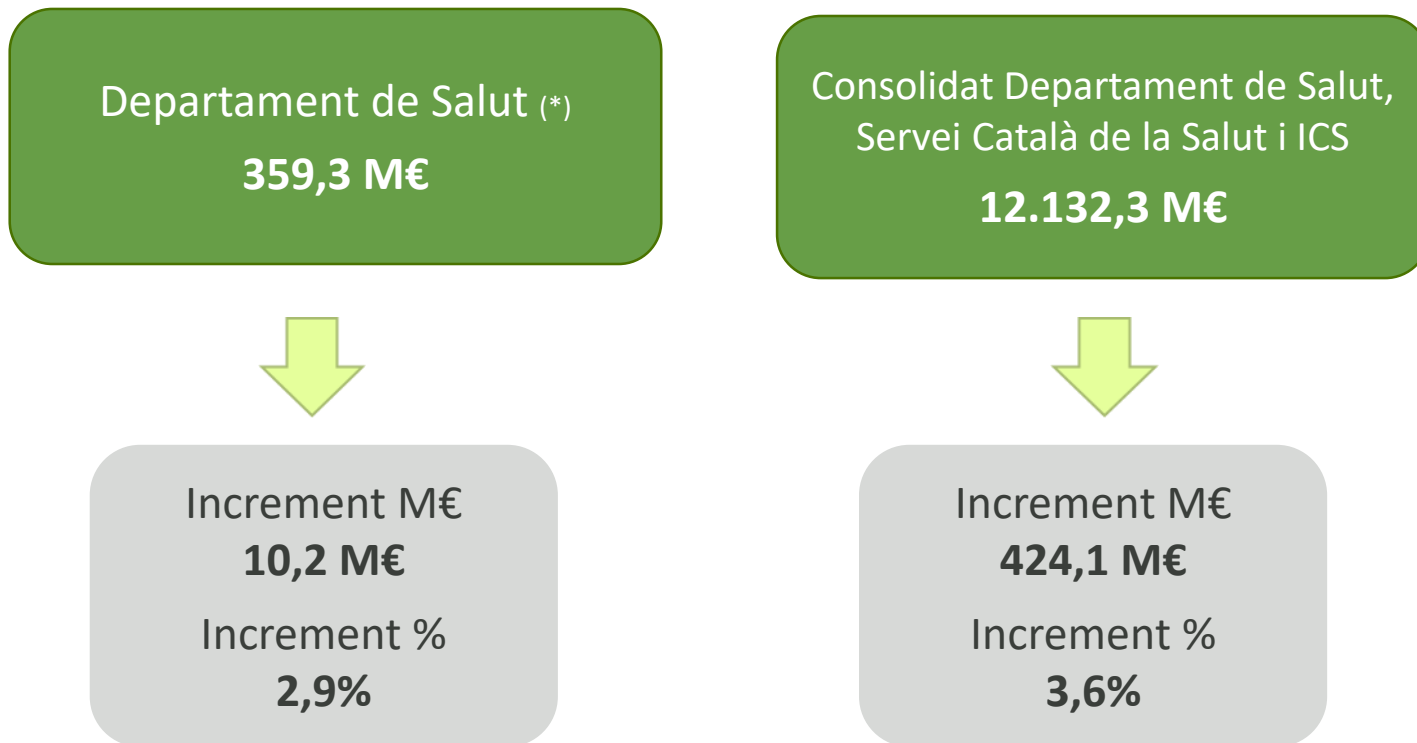 Departament de Salut (*)
359,3 M€
Consolidat Departament de Salut,
Servei Català de la Salut i ICS
12.132,3 M€
Increment M€
10,2 M€
Increment %
2,9%
Increment M€
424,1 M€
Increment %
3,6%